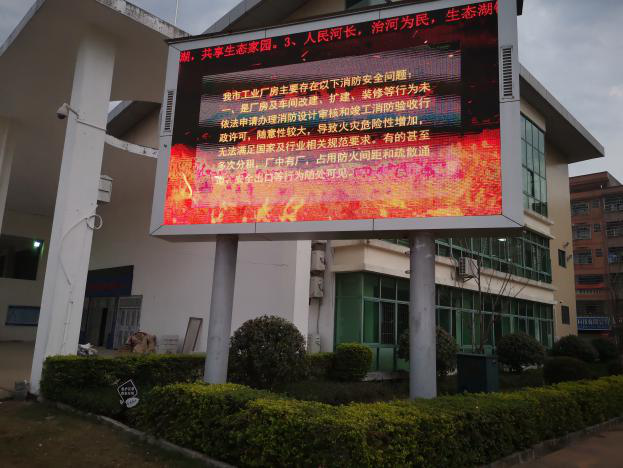 湖，共享生态家园。3、人民河长，治河为民，生态湖
我市工业厂房主要存在以下消防安全问题：
一、是厂房及车间改建、扩建、装修等行为未
依法申请办理消防设计审核和竣工消防验收行
政许可，随意性较大，导致火灾危险性增加，
无法满足国家及行业相关规范要求。有的甚至
多次分租，厂中有厂，占用防火间距和疏散通
道、安全出口等行为随处可见。